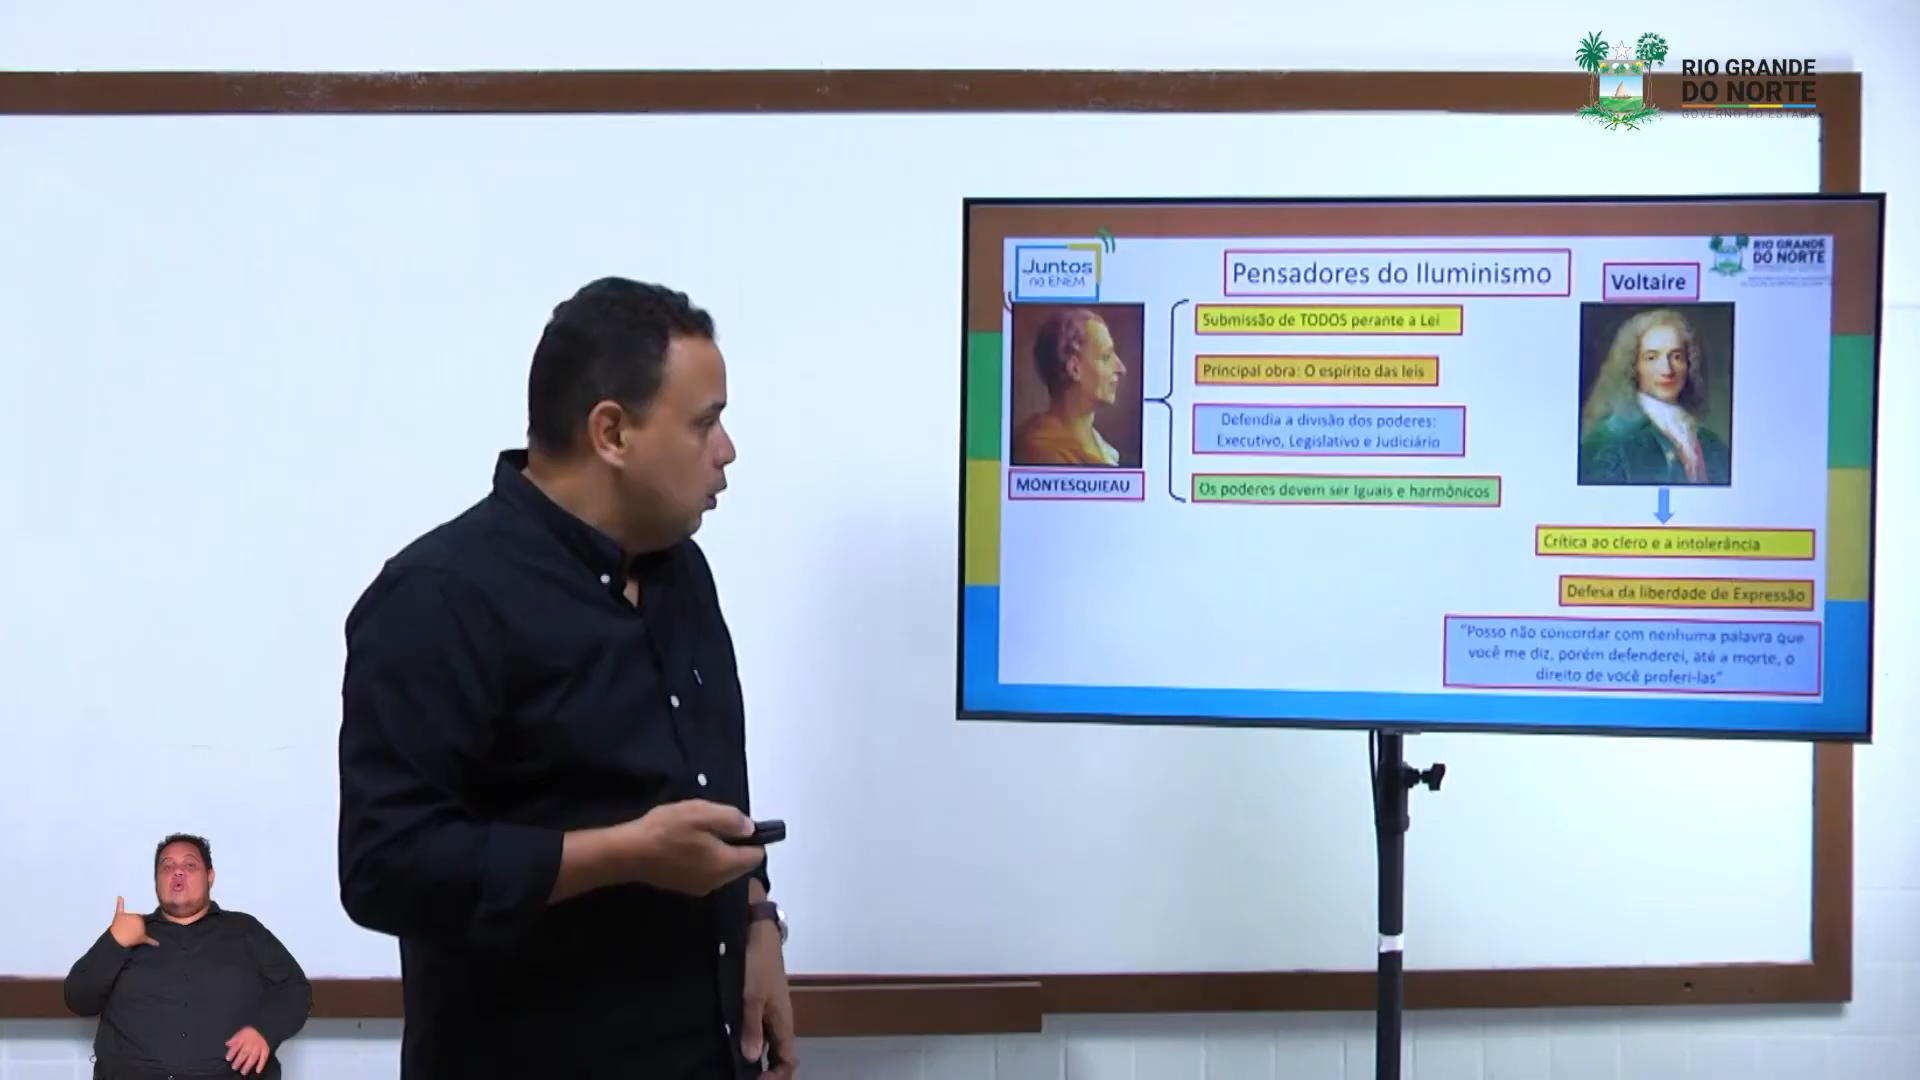 RIO GRANDE
DO NORTE
GOVERNO DO ESTADO
Juntos
no ENEM
Pensadores do Iluminismo
Voltaire
RIO GRANDE
DO NORTE
Submissão de TODOS perante a Lei
Principal obra: O espírito das leis
Defendia a divisão dos poderes:
Executivo, Legislativo e Judiciário
MONTESQUIEAU
Os poderes devem ser Iguais e harmônicos
Crítica ao clero e a intolerância
Defesa da liberdade de Expressão
"Posso não concordar com nenhuma palavra que
você me diz, porém defenderei, até a morte, o
direito de você proferi-las"